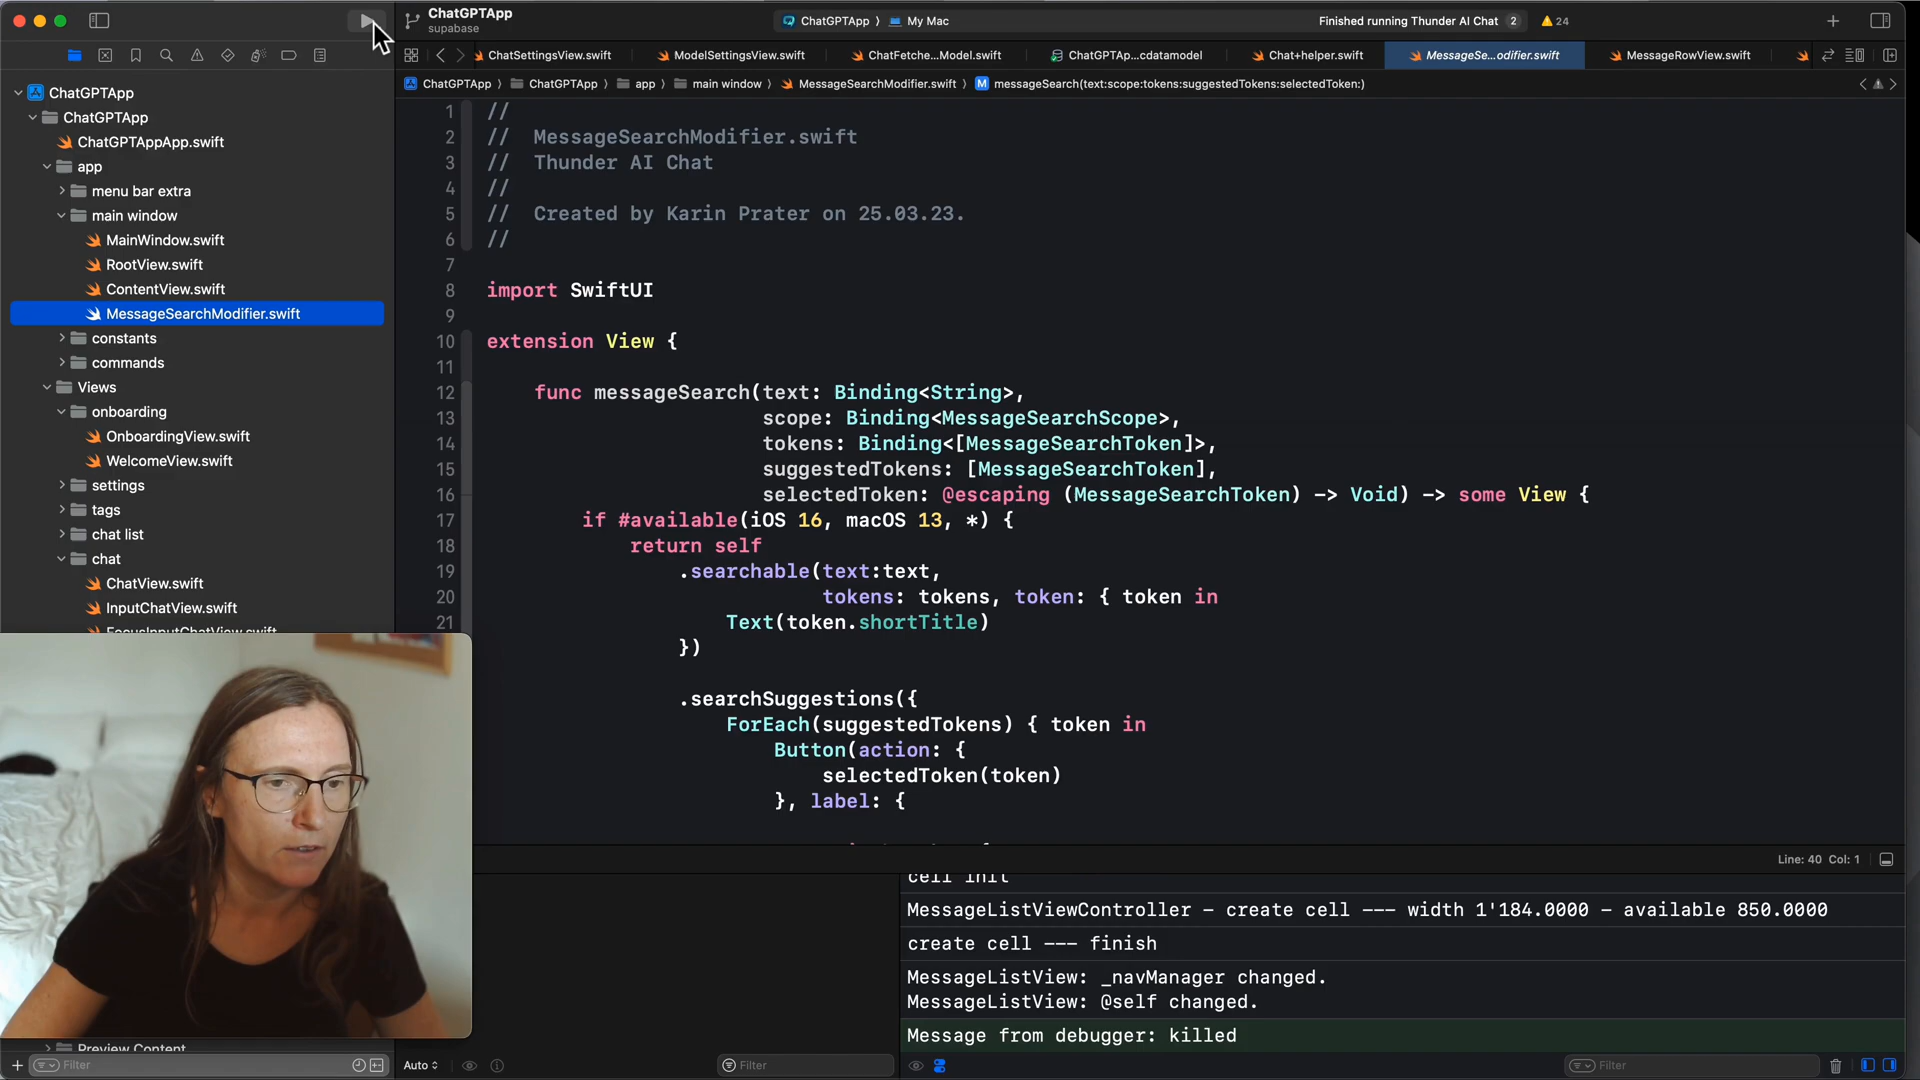 ChatGPTApp
supabase
ChatGPTApp
My Mac
Finished running Thunder AI Chat
2
24
ChatSettingsView.swift
ModelSettingsView.swift
ChatFetche...Model.swift
ChatGPTAp...cdatamodel
Chat+helper.swift
MessageSe...odifier.swift
MessageRowView.swift
ChatGPTApp
ChatGPTApp
app
main window
MessageSearchModifier.swift
M
messageSearch(text:scope:tokens:suggestedTokens:selectedToken:)
ChatGPTApp
ChatGPTApp
ChatGPTAppApp.swift
app
menu bar extra
main window
MainWindow.swift
RootView.swift
ContentView.swift
MessageSearchModifier.swift
constants
commands
Views
onboarding
OnboardingView.swift
WelcomeView.swift
settings
tags
chat list
chat
ChatView.swift
InputChatView.swift
FocusInputChatView.swift
Preview Content
Filter
1 //
2 //  MessageSearchModifier.swift
3 //  Thunder AI Chat
4 //
5 //  Created by Karin Prater on 25.03.23.
6 //
7
8 import SwiftUI
9
10 extension View {
11
12 func messageSearch(text: Binding<String>,
13 scope: Binding<MessageSearchScope>,
14 tokens: Binding<[MessageSearchToken]>,
15 suggestedTokens: [MessageSearchToken],
16 selectedToken: @escaping (MessageSearchToken) -> Void) -> some View {
17 if #available(iOS 16, macOS 13, *) {
18 return self
19 .searchable(text:text,
20 tokens: tokens, token: { token in
21 Text(token.shortTitle)
})
.searchSuggestions({
ForEach(suggestedTokens) { token in
Button(action: {
selectedToken(token)
}, label: {
Line: 40 Col: 1
cell init
MessageListViewController - create cell --- width 1'184.0000 - available 850.0000
create cell --- finish
MessageListView: _navManager changed.
MessageListView: @self changed.
Message from debugger: killed
Auto
Filter
Filter